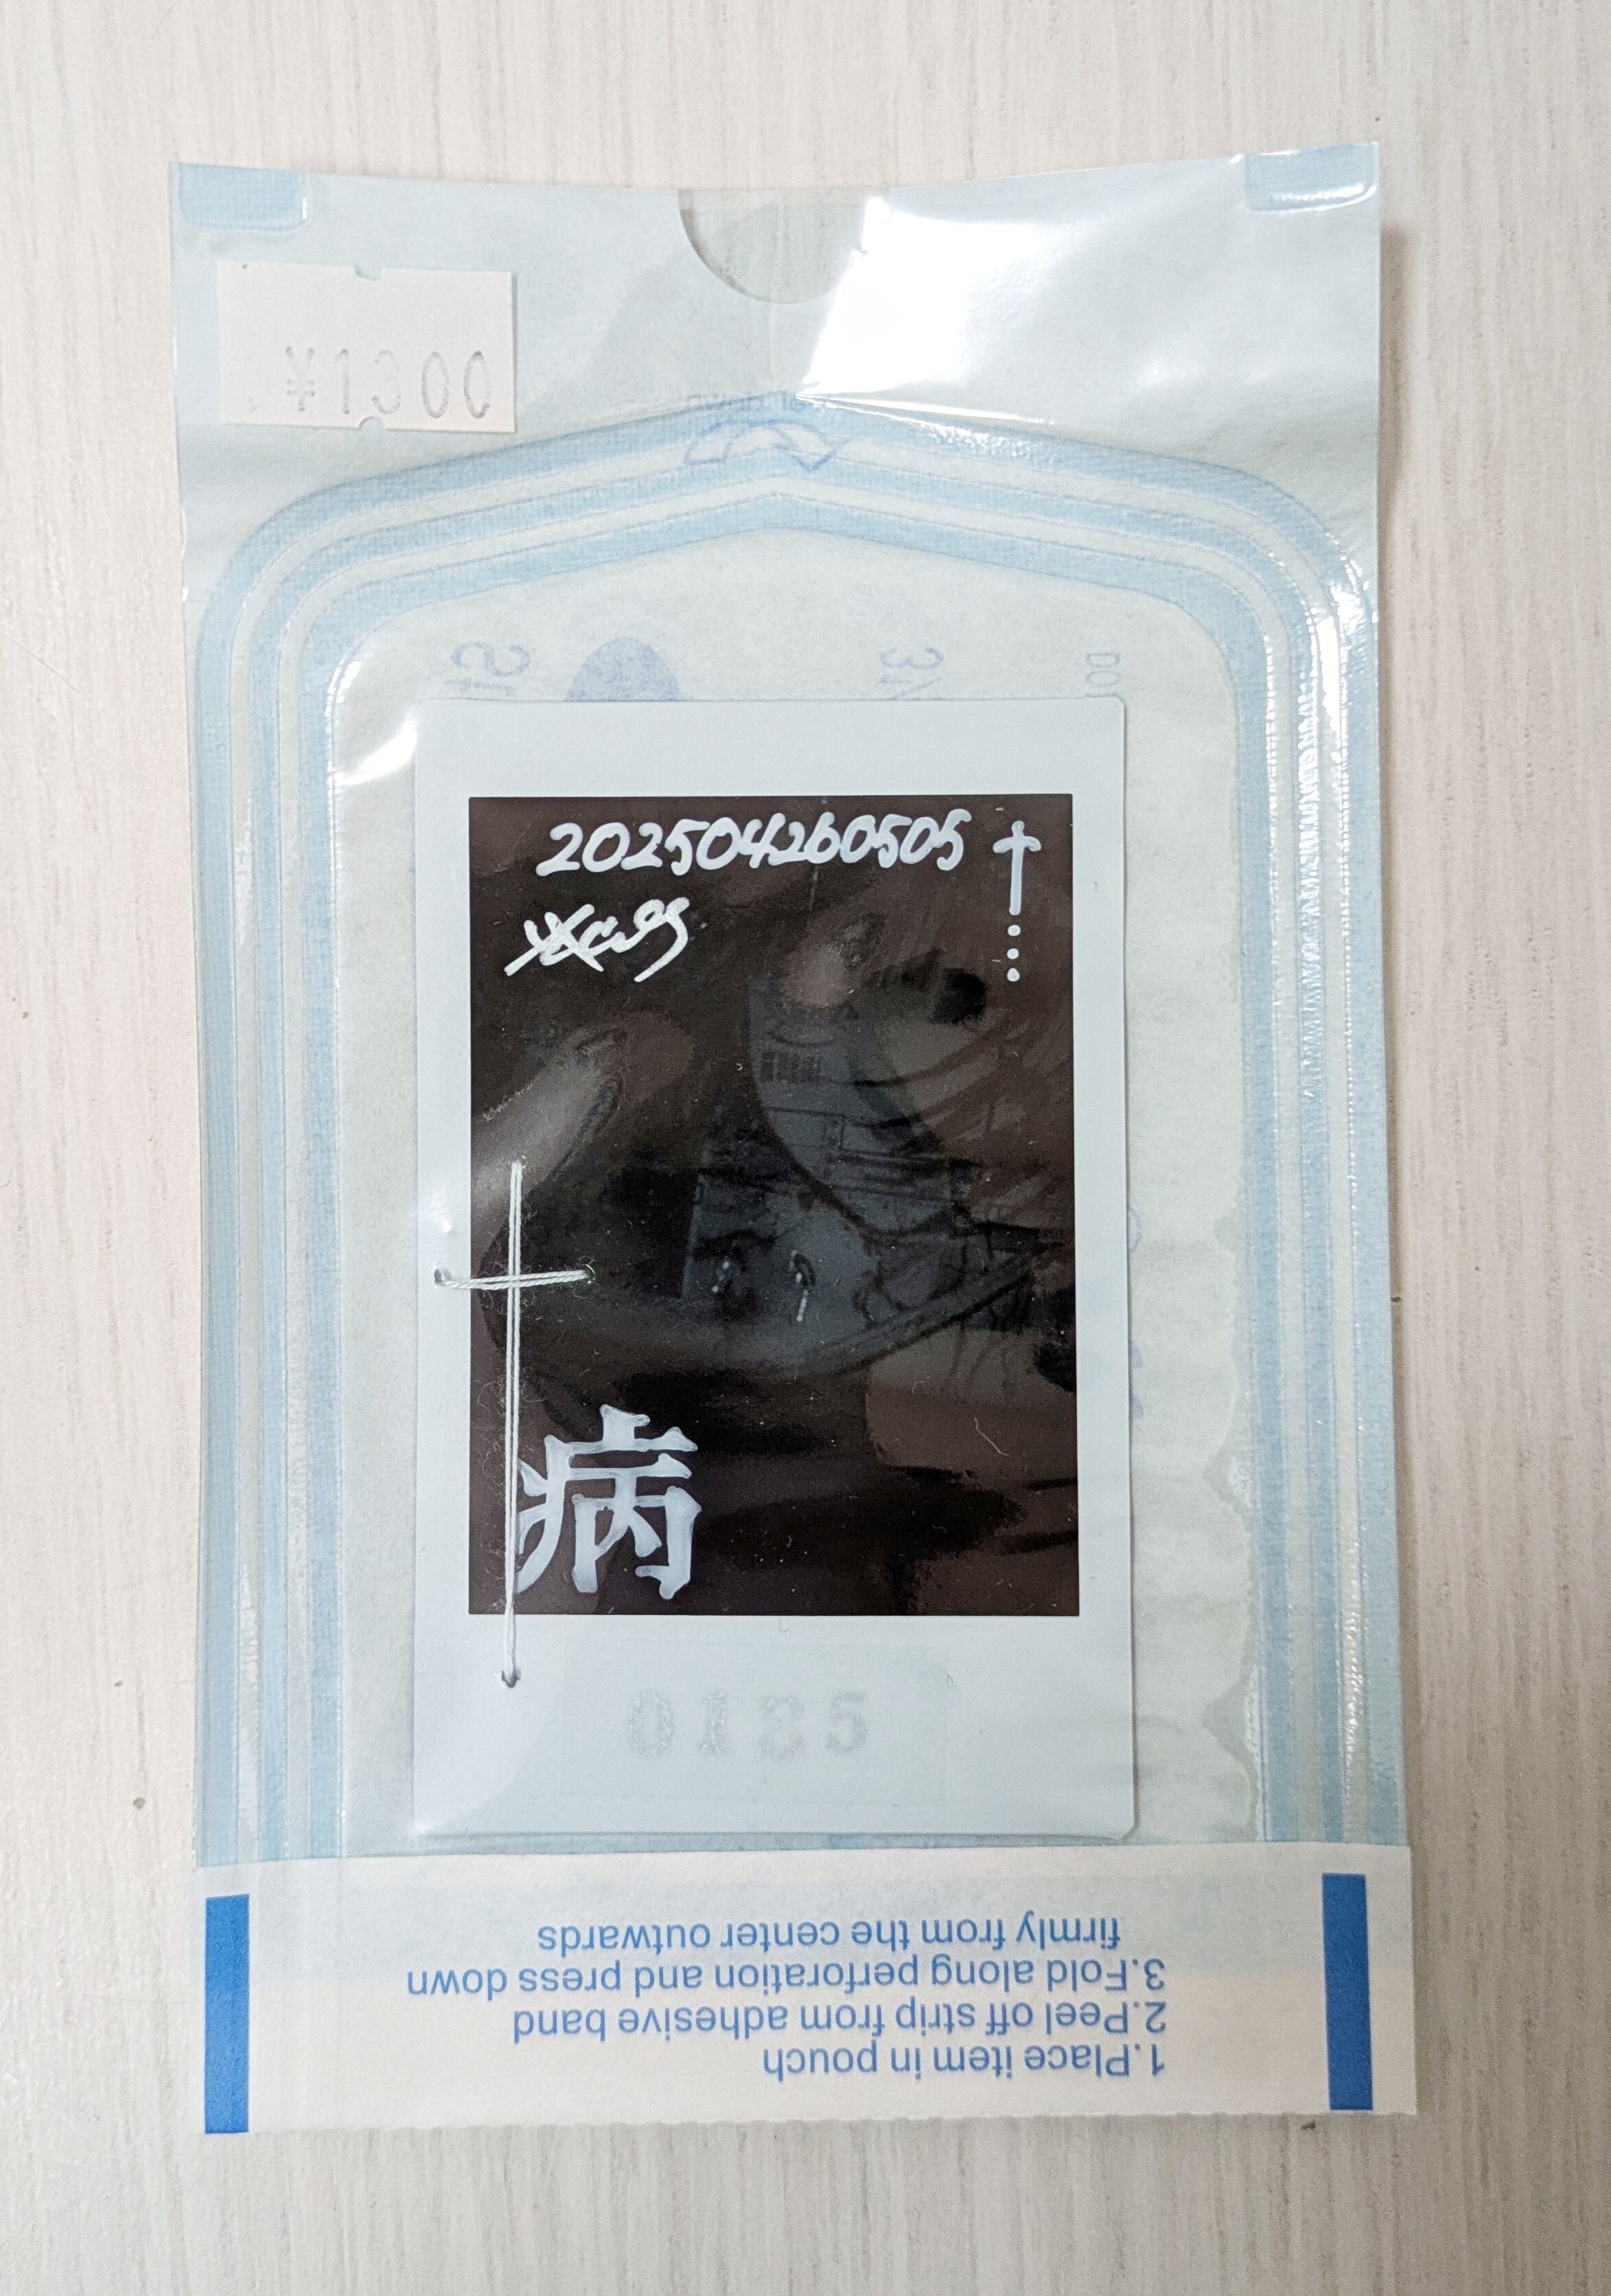 ¥1300
202504260505
病
0135
1.Place item in pouch
2.Peel off strip from adhesive band
3.Fold along perforation and press down
firmly from the center outwards